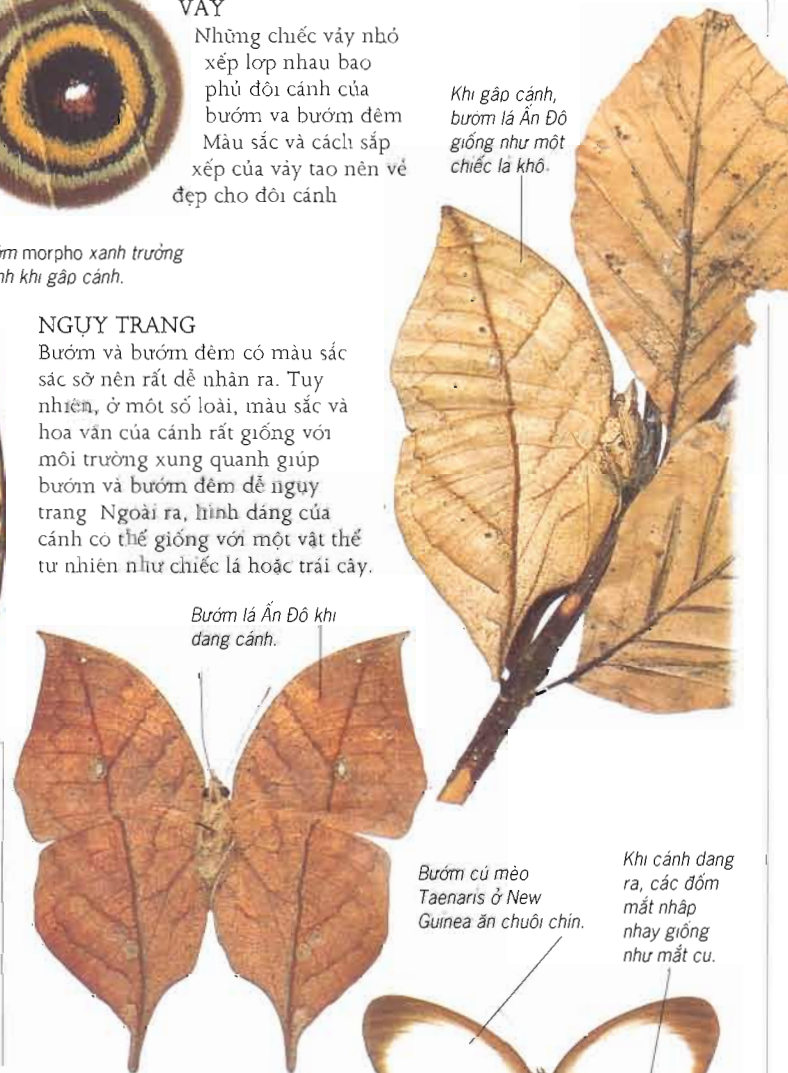 VẢY
Những chiếc vảy nhỏ
xếp lớp nhau bao
phủ đôi cánh của
bướm và bướm đêm
Màu sắc và cách sắp
xếp của vảy tạo nên vẻ
đẹp cho đôi cánh
Khi gập cánh,
bướm lá Ấn Độ
giống như một
chiếc lá khô.
morpho xanh trưởng
khi gập cánh.
NGỤY TRANG
Bướm và bướm đêm có màu sắc
sặc sỡ nên rất dễ nhận ra. Tuy
nhiên, ở một số loài, màu sắc và
hoa văn của cánh rất giống với
môi trường xung quanh giúp
bướm và bướm đêm dễ ngụy
trang Ngoài ra, hình dáng của
cánh có thể giống với một vật thể
tự nhiên như chiếc lá hoặc trái cây.
Bướm lá Ấn Độ khi
dang cánh.
Bướm cú mèo
Taenaris ở New
Guinea ăn chuối chín.
Khi cánh dang
ra, các đốm
mắt nhấp
nháy giống
như mắt cú.